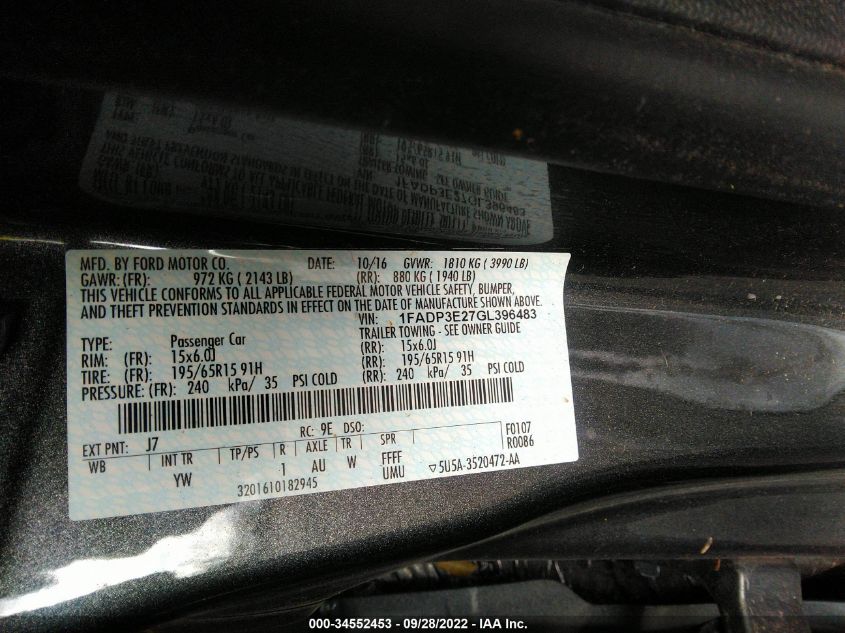 MFD. BY FORD MOTOR CO. DATE: 10/16 GVWR: 1810 KG ( 3990 LB)
GAWR: (FR): 972 KG ( 2143 LB) (RR): 880 KG ( 1940 LB)
THIS VEHICLE CONFORMS TO ALL APPLICABLE FEDERAL MOTOR VEHICLE SAFETY, BUMPER,
AND THEFT PREVENTION STANDARDS IN EFFECT ON THE DATE OF MANUFACTURE SHOWN ABOVE.
VIN: 1FADP3E27GL396483
TYPE: Passenger Car TRAILER TOWING - SEE OWNER GUIDE
RIM: (FR): 15x6.0J (RR): 15x6.0J
TIRE: (FR): 195/65R15 91H (RR): 195/65R15 91H
PRESSURE: (FR): 240 kPa/ 35 PSI COLD (RR): 240 kPa/ 35 PSI COLD
RC: 9E DSO: F0107
EXT PNT: J7 R0086
WB INT TR TP/PS R AXLE TR SPR
YW 1 AU W FFFF
UMU ▽5U5A-3520472-AA
3201610182945
000-34552453 - 09/28/2022 - IAA Inc.